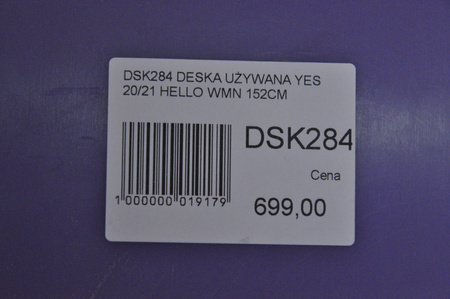 DSK284 DESKA UŻYWANA YES
20/21 HELLO WMN 152CM
DSK284
Cena
1 000000 019179
699,00